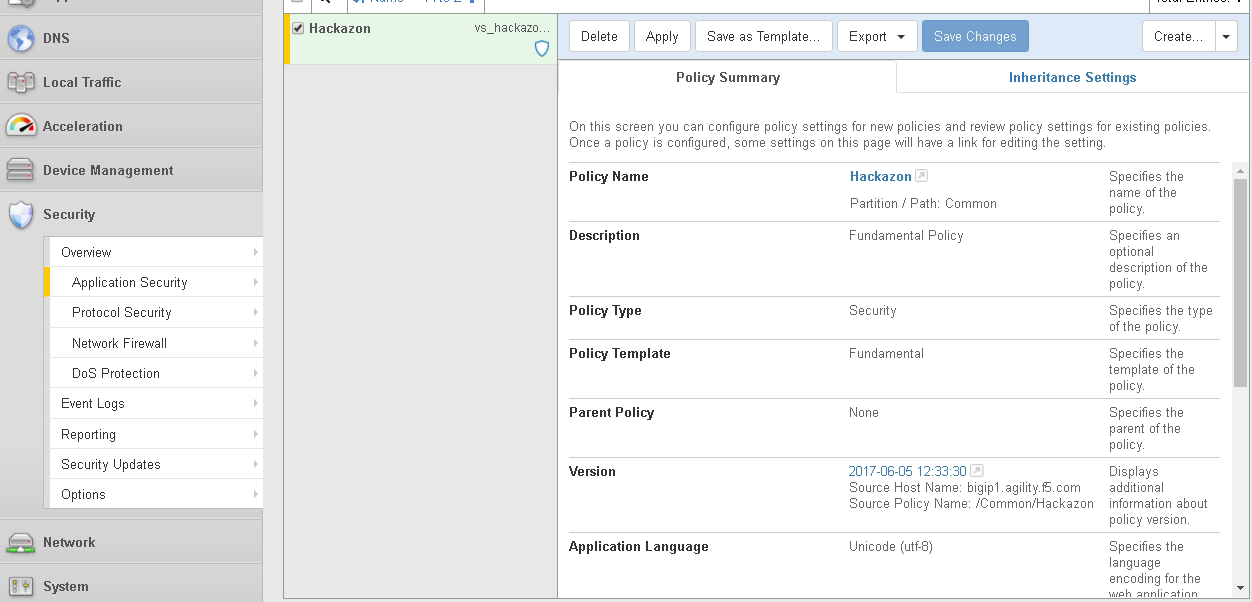 DNS
Local Traffic
Acceleration
Device Management
Security
Overview
Application Security
Protocol Security
Network Firewall
DoS Protection
Event Logs
Reporting
Security Updates
Options
Network
System
Hackazon
vs_hackazo...
Delete
Apply
Save as Template...
Export
Save Changes
Create...
Policy Summary
Inheritance Settings
On this screen you can configure policy settings for new policies and review policy settings for existing policies.
Once a policy is configured, some settings on this page will have a link for editing the setting.
Policy Name
Hackazon
Partition / Path: Common
Specifies the
name of the
policy.
Description
Fundamental Policy
Specifies an
optional
description of the
policy.
Policy Type
Security
Specifies the type
of the policy.
Policy Template
Fundamental
Specifies the
template of the
policy.
Parent Policy
None
Specifies the
parent of the
policy.
Version
2017-06-05 12:33:30
Source Host Name: bigip1.agility.f5.com
Source Policy Name: /Common/Hackazon
Displays
additional
information about
policy version.
Application Language
Unicode (utf-8)
Specifies the
language
encoding for the
web application